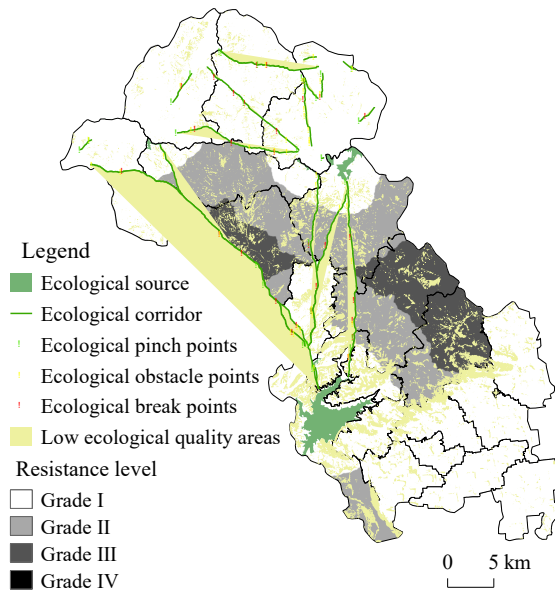 Legend
Ecological source
Ecological corridor
Ecological pinch points
Ecological obstacle points
Ecological break points
Low ecological quality areas
Resistance level
Grade I
Grade II
Grade III
Grade IV
0 5 km